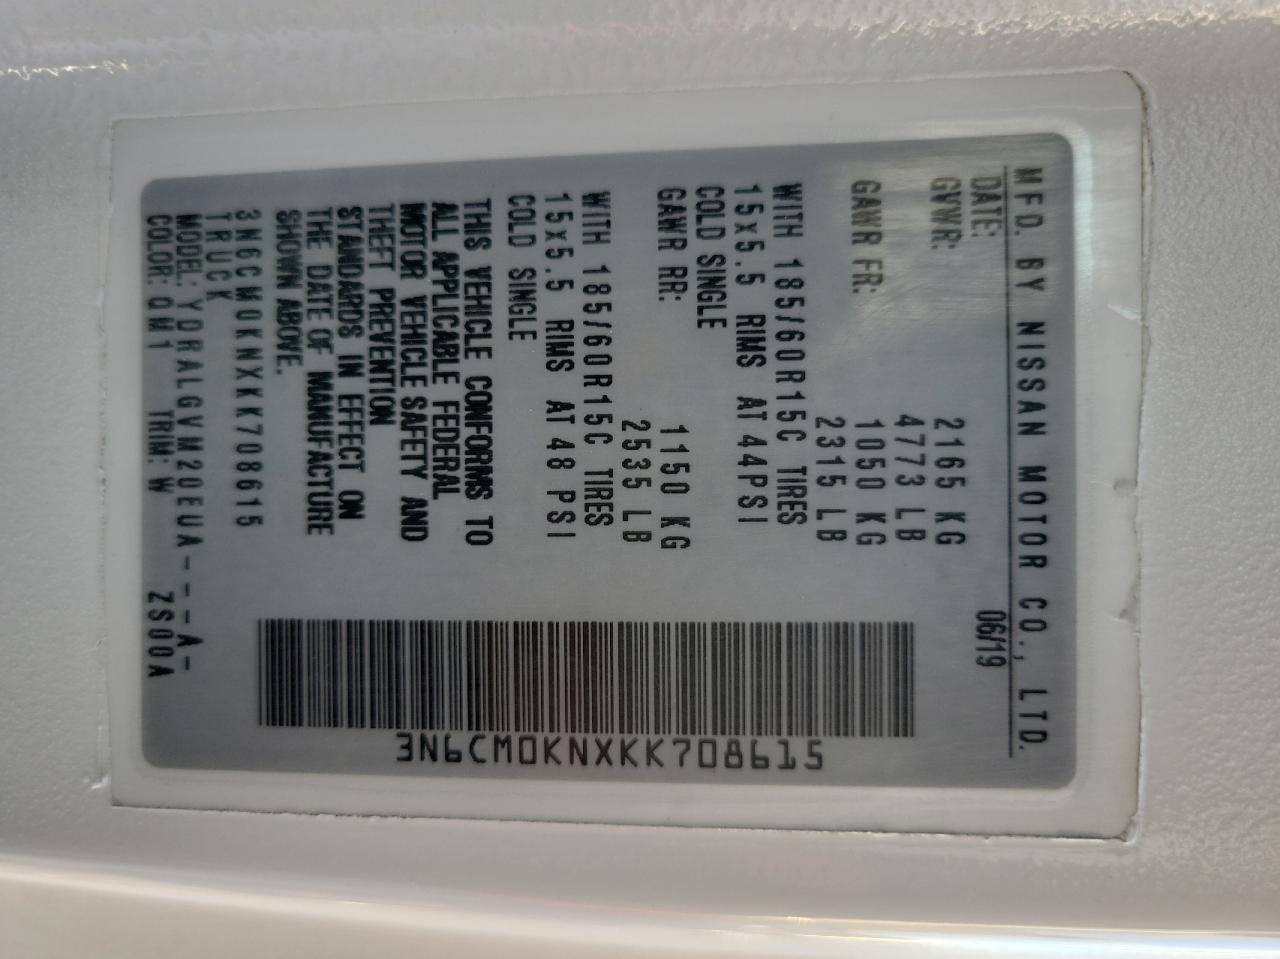 MFD. BY NISSAN MOTOR CO., LTD.
DATE: 06/19
GVWR: 2165 KG
4773 LB
GAWR FR: 1050 KG
2315 LB
WITH 185/60R15C TIRES
15x5.5 RIMS AT 44PSI
COLD SINGLE
GAWR RR: 1150 KG
2535 LB
WITH 185/60R15C TIRES
15x5.5 RIMS AT 48 PSI
COLD SINGLE
THIS VEHICLE CONFORMS TO
ALL APPLICABLE FEDERAL
MOTOR VEHICLE SAFETY AND
THEFT PREVENTION
STANDARDS IN EFFECT ON
THE DATE OF MANUFACTURE
SHOWN ABOVE.
3N6CM0KNXKK708615
TRUCK
MODEL: YDRALGVM20EUA---A-
COLOR: QM1 TRIM: W ZS00A
3N6CM0KNXKK708615